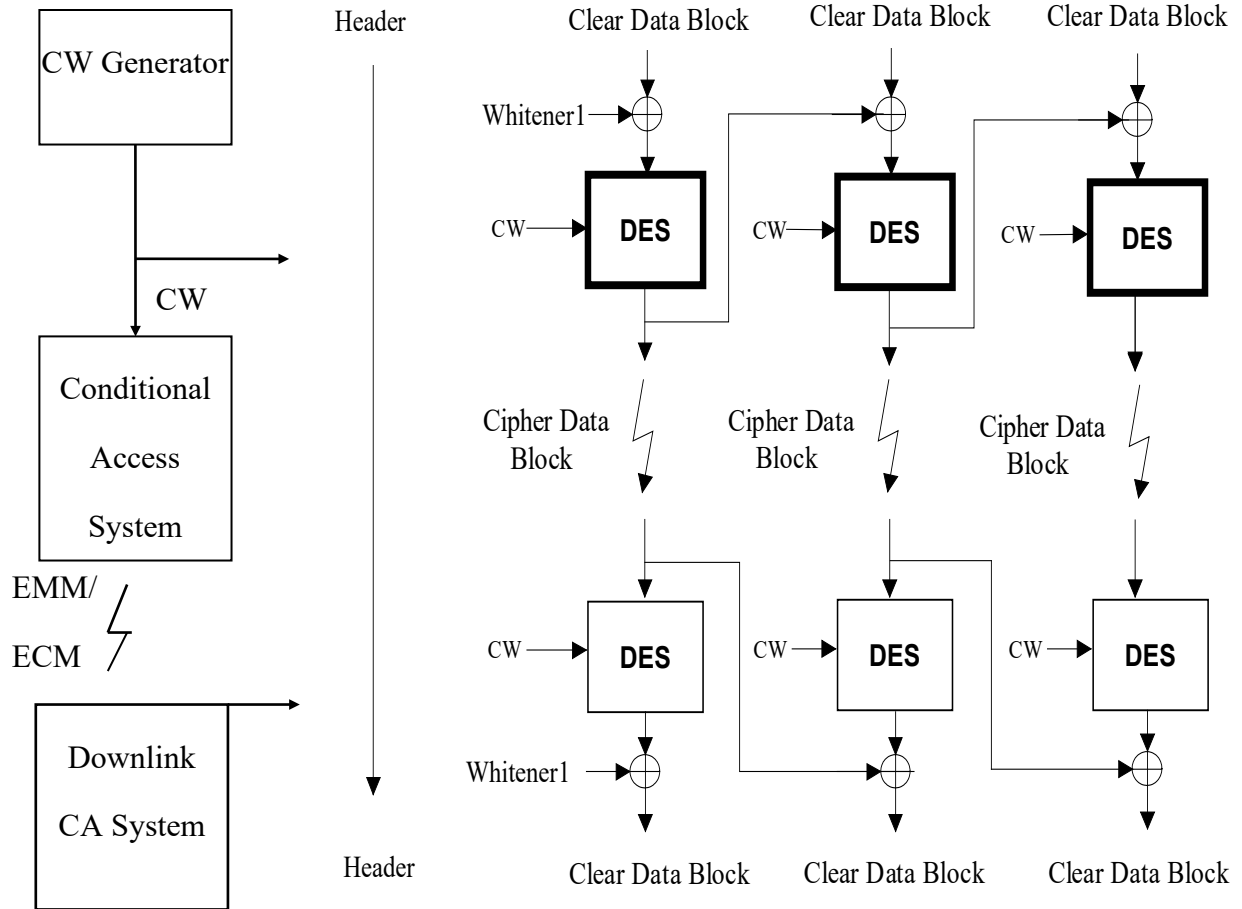 CW Generator
CW
Conditional
Access
System
EMM/
ECM
Downlink
CA System
Header
Header
Clear Data Block
Clear Data Block
Clear Data Block
Whitener1
CW
DES
CW
DES
CW
DES
Cipher Data
Block
Cipher Data
Block
Cipher Data
Block
CW
DES
CW
DES
CW
DES
Whitener1
Clear Data Block
Clear Data Block
Clear Data Block